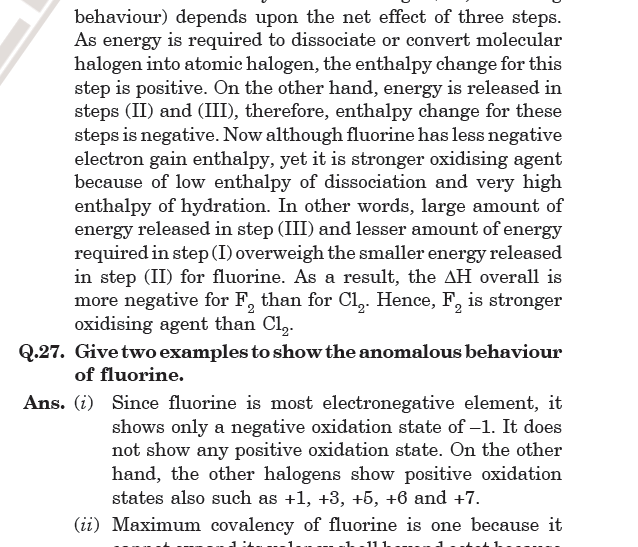 behaviour) depends upon the net effect of three steps.
As energy is required to dissociate or convert molecular
halogen into atomic halogen, the enthalpy change for this
step is positive. On the other hand, energy is released in
steps (II) and (III), therefore, enthalpy change for these
steps is negative. Now although fluorine has less negative
electron gain enthalpy, yet it is stronger oxidising agent
because of low enthalpy of dissociation and very high
enthalpy of hydration. In other words, large amount of
energy released in step (III) and lesser amount of energy
required in step (I) overweigh the smaller energy released
in step (II) for fluorine. As a result, the ΔH overall is
more negative for F₂ than for Cl₂. Hence, F₂ is stronger
oxidising agent than Cl₂.
Q.27. Give two examples to show the anomalous behaviour
of fluorine.
Ans. (i) Since fluorine is most electronegative element, it
shows only a negative oxidation state of –1. It does
not show any positive oxidation state. On the other
hand, the other halogens show positive oxidation
states also such as +1, +3, +5, +6 and +7.
(ii) Maximum covalency of fluorine is one because it